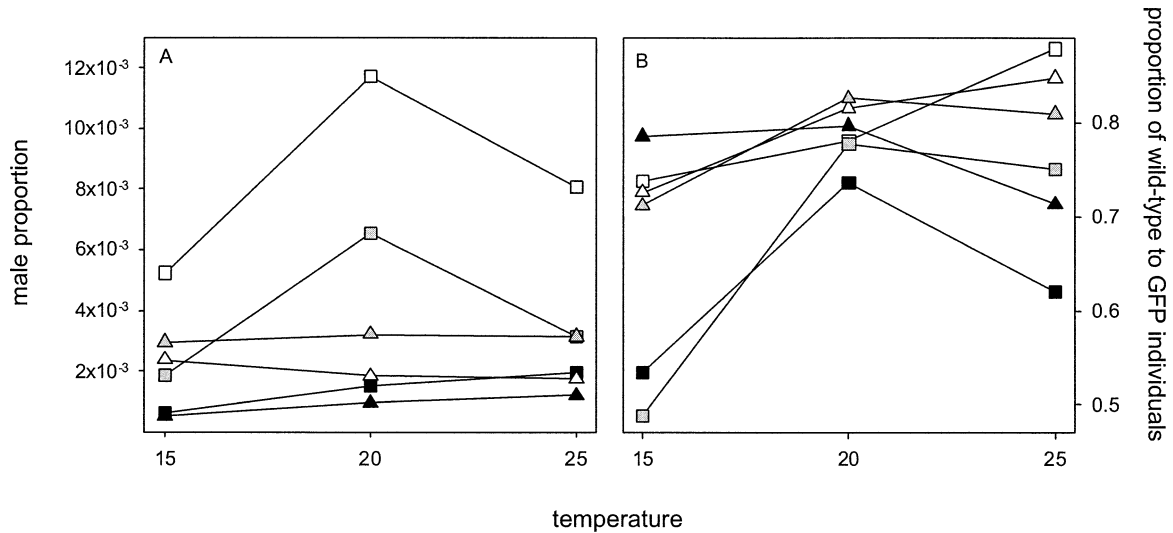 A
B
male proportion
12x10-3
10x10-3
8x10-3
6x10-3
4x10-3
2x10-3
15
20
25
15
20
25
0.8
0.7
0.6
0.5
proportion of wild-type to GFP individuals
temperature